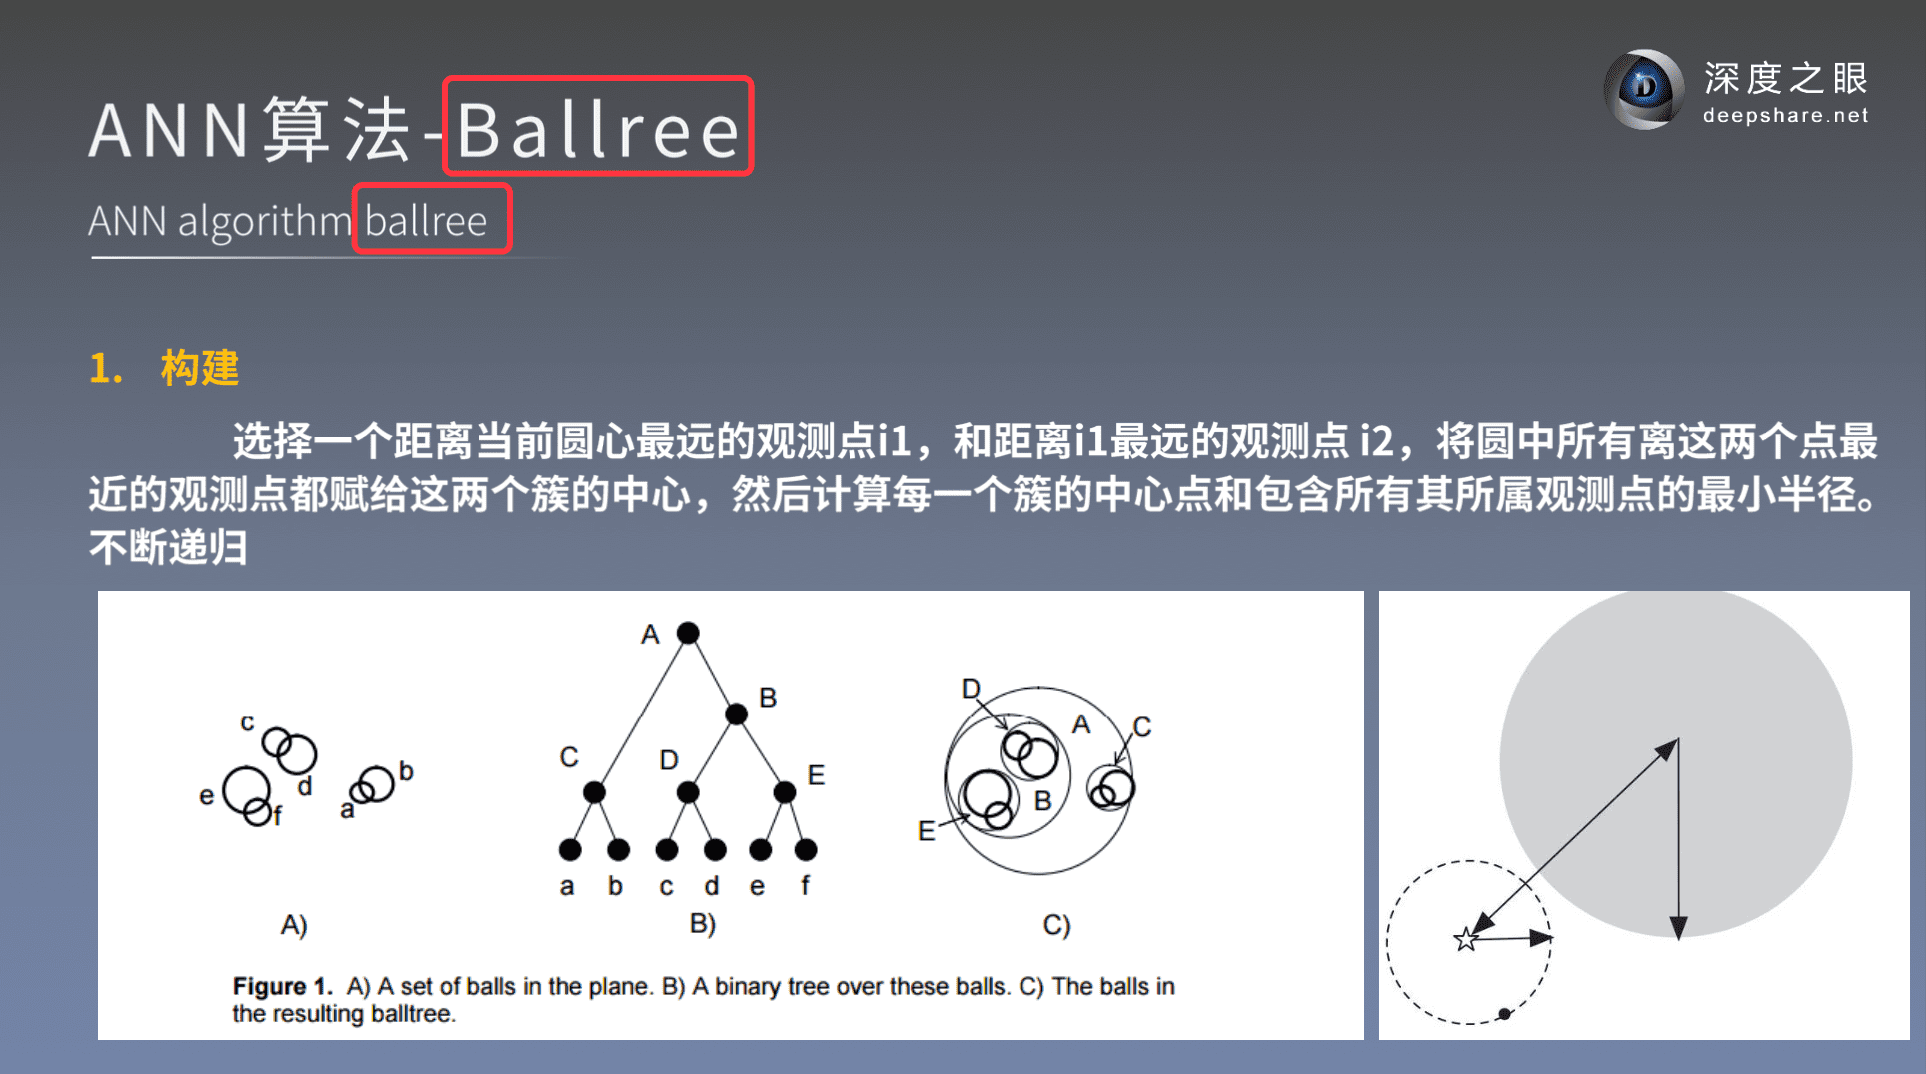 深度之眼
deepshare.net
ANN算法-Ballree
ANN algorithm ballree
1. 构建
选择一个距离当前圆心最远的观测点i1，和距离i1最远的观测点 i2，将圆中所有离这两个点最
近的观测点都赋给这两个簇的中心，然后计算每一个簇的中心点和包含所有其所属观测点的最小半径。
不断递归
c
d
e
f
b
a
A)
A
B
C
D
E
a b c d e f
B)
D
A
C
B
E
C)
Figure 1. A) A set of balls in the plane. B) A binary tree over these balls. C) The balls in
the resulting balltree.